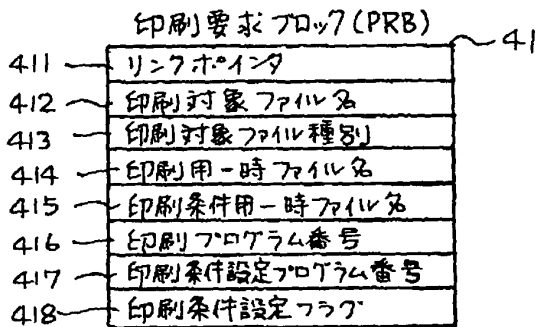 印刷要求ブロック(PRB)
41
411 リンクポインタ
412 印刷対象ファイル名
413 印刷対象ファイル種別
414 印刷用一時ファイル名
415 印刷条件用一時ファイル名
416 印刷プログラム番号
417 印刷条件設定プログラム番号
418 印刷条件設定フラグ